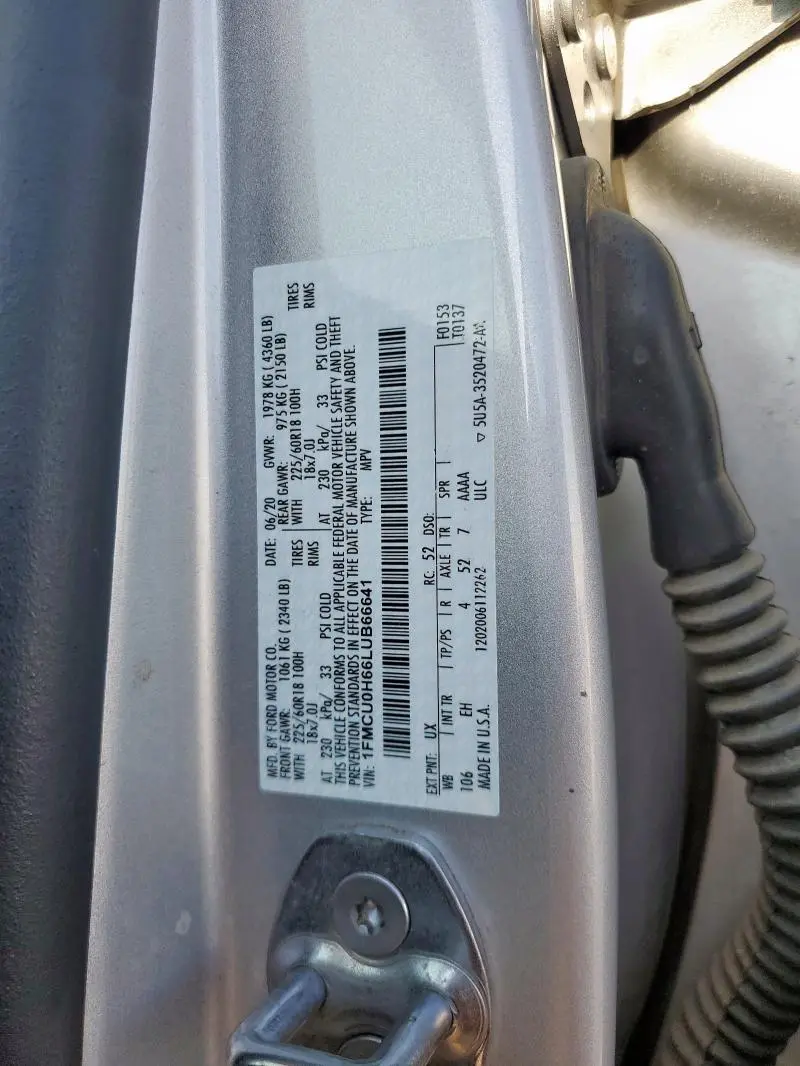 MFD. BY FORD MOTOR CO. DATE: 06/20 GVWR: 1978 KG ( 4360 LB)
FRONT GAWR: 1061 KG ( 2340 LB) REAR GAWR: 975 KG ( 2150 LB)
WITH 225/60R18 100H TIRES WITH 225/60R18 100H TIRES
18x7.0J RIMS 18x7.0J RIMS
AT 230 kPa/ 33 PSI COLD AT 230 kPa/ 33 PSI COLD
THIS VEHICLE CONFORMS TO ALL APPLICABLE FEDERAL MOTOR VEHICLE SAFETY AND THEFT
PREVENTION STANDARDS IN EFFECT ON THE DATE OF MANUFACTURE SHOWN ABOVE.
VIN: 1FMCU0H66LUB66641 TYPE: MPV
EXT PNT: UX RC: 52 DSO: F0153
WB | INT TR | TP/PS | R | AXLE | TR | SPR | T0137
106 EH 4 52 7 AAAA
MADE IN U.S.A. 1202006112262 ULC
▽ 5U5A-3520472-AA